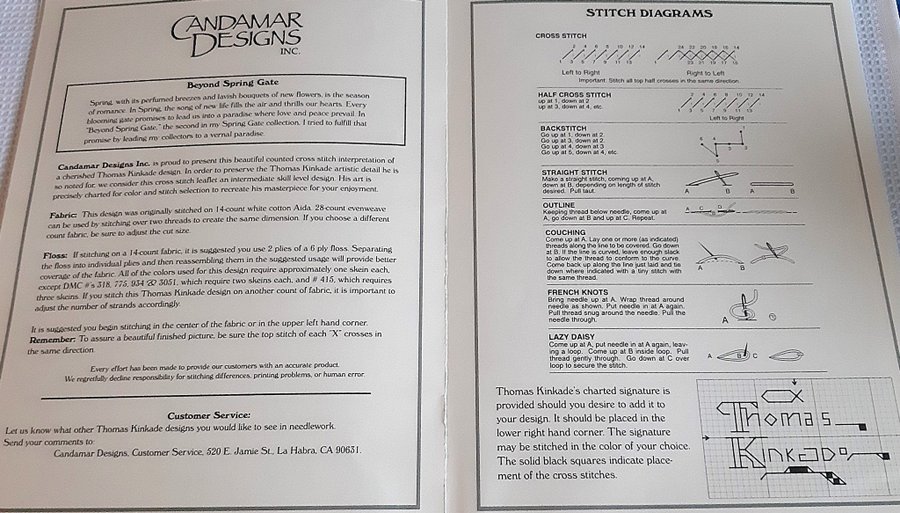 CANDAMAR
DESIGNS
INC.
Beyond Spring Gate
Spring, with its perfumed breezes and lavish bouquets of new flowers, is the season
of romance. In Spring, the song of new life fills the air and thrills our hearts. Every
blooming gate promises to lead us into a paradise where love and peace prevail. In
"Beyond Spring Gate," the second in my Spring Gate collection, I tried to fulfill that
promise by leading my collectors to a vernal paradise.
Candamar Designs Inc. is proud to present this beautiful counted cross stitch interpretation of
a cherished Thomas Kinkade design. In order to preserve the Thomas Kinkade artistic detail he is
so noted for, we consider this cross stitch leaflet an intermediate skill level design. His art is
precisely charted for color and stitch selection to recreate his masterpiece for your enjoyment.
Fabric: This design was originally stitched on 14-count white cotton Aida. 28-count evenweave
can be used by stitching over two threads to create the same dimension. If you choose a different
count fabric, be sure to adjust the cut size.
Floss: If stitching on a 14-count fabric, it is suggested you use 2 plies of a 6 ply floss. Separating
the floss into individual plies and then reassembling them in the suggested usage will provide better
coverage of the fabric. All of the colors used for this design require approximately one skein each,
except DMC #'s 318, 775, 934 & 3051, which require two skeins each, and # 415, which requires
three skeins. If you stitch this Thomas Kinkade design on another count of fabric, it is important to
adjust the number of strands accordingly.
It is suggested you begin stitching in the center of the fabric or in the upper left hand corner.
Remember: To assure a beautiful finished picture, be sure the top stitch of each "X" crosses in
the same direction.
Every effort has been made to provide our customers with an accurate product.
We regretfully decline responsibility for stitching differences, printing problems, or human error.
Customer Service:
Let us know what other Thomas Kinkade designs you would like to see in needlework.
Send your comments to:
Candamar Designs, Customer Service, 520 E. Jamie St., La Habra, CA 90631.
STITCH DIAGRAMS
CROSS STITCH
2 4 6 8 10 12 14
1 3 5 7 9 11 13
Left to Right
Right to Left
Important: Stitch all top half crosses in the same direction.
HALF CROSS STITCH
up at 1, down at 2
up at 3, down at 4, etc.
2 4 6 8 10 12 14
1 3 5 7 9 11 13
Left to Right
BACKSTITCH
Go up at 1, down at 2.
Go up at 3, down at 2.
Go up at 4, down at 3
Go up at 5, down at 4, etc.
STRAIGHT STITCH
Make a straight stitch, coming up at A,
down at B, depending on length of stitch
desired. Pull taut.
A B A B
OUTLINE
Keeping thread below needle, come up at
A, go down at B and up at C. Repeat.
COUCHING
Come up at A. Lay one or more (as indicated)
threads along the line to be covered. Go down
at B. If the line is curved, leave enough slack
to allow the thread to conform to the curve.
Come back up along the line just laid and tie
down where indicated with a tiny stitch with
the same thread.
A B A B
FRENCH KNOTS
Bring needle up at A. Wrap thread around
needle as shown. Put needle in at A again.
Pull thread snug around the needle. Pull the
needle through.
A
LAZY DAISY
Come up at A, put needle in at A again, leav-
ing a loop. Come up at B inside loop. Pull
thread gently through. Go down at C over
loop to secure the stitch.
A B C
Thomas Kinkade's charted signature is
provided should you desire to add it to
your design. It should be placed in the
lower right hand corner. The signature
may be stitched in the color of your choice.
The solid black squares indicate place-
ment of the cross stitches.
Thomas
Kinkade